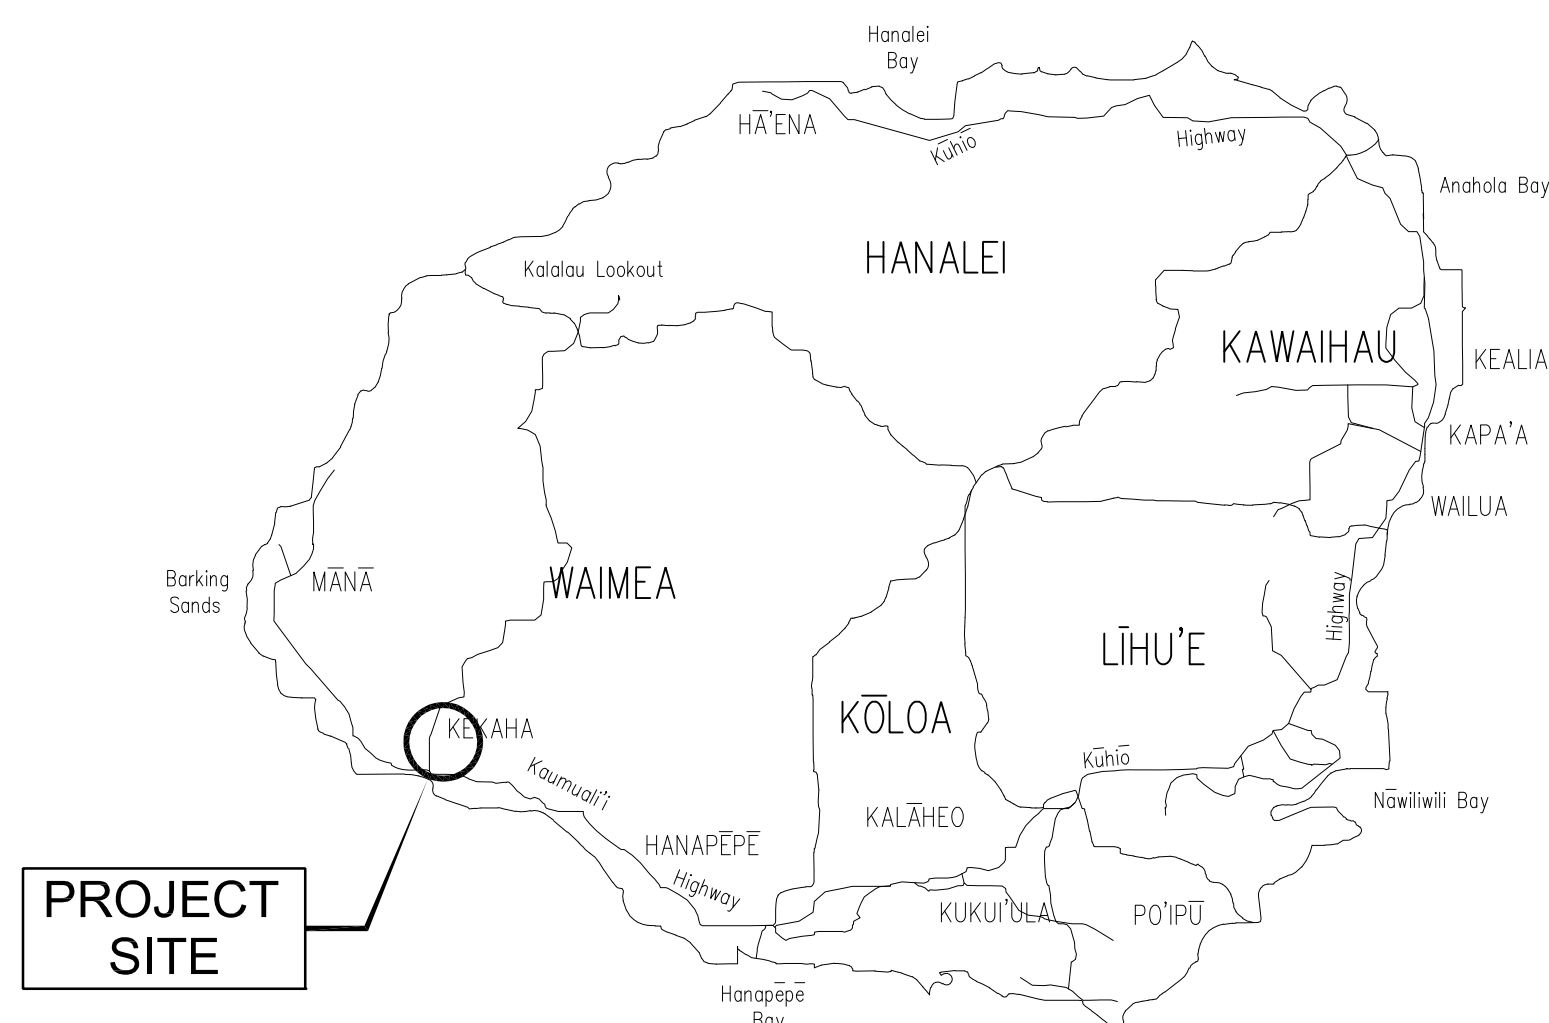 Hanalei
Bay
HĀ'ENA
Kūhiō
Highway
Anahola Bay
HANALEI
Kalalau Lookout
KAWAIHAU
KEALIA
KAPA'A
WAILUA
Barking
Sands
MĀNĀ
WAIMEA
Highway
LĪHU'E
KŌLOA
KEKAHA
Kaumuali'i
Kūhiō
Nāwiliwili Bay
KALĀHEO
HANAPĒPĒ
Highway
KUKUI'ULA
PO'IPŪ
PROJECT
SITE
Hanapēpē
Bay